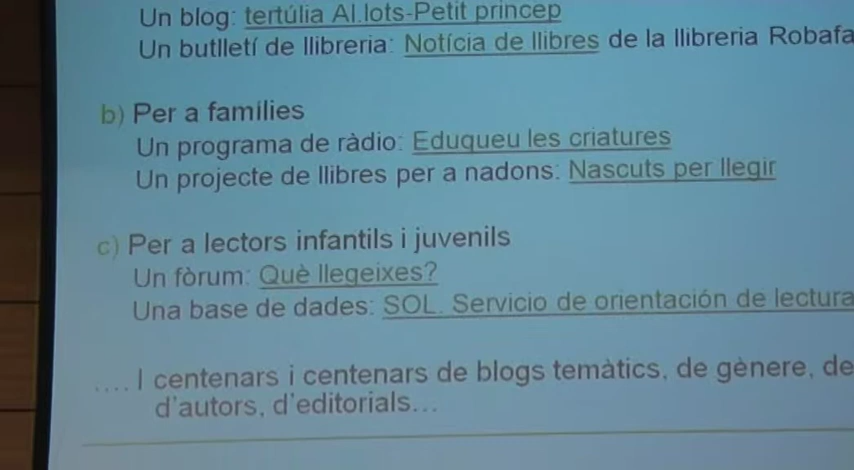 Un blog: tertúlia Al.lots-Petit príncep
Un butlletí de llibreria: Notícia de llibres de la llibreria Robafa
b) Per a famílies
Un programa de ràdio: Eduqueu les criatures
Un projecte de llibres per a nadons: Nascuts per llegir
c) Per a lectors infantils i juvenils
Un fòrum: Què llegeixes?
Una base de dades: SOL. Servicio de orientación de lectura
.... I centenars i centenars de blogs temàtics, de gènere, de
d'autors, d'editorials...